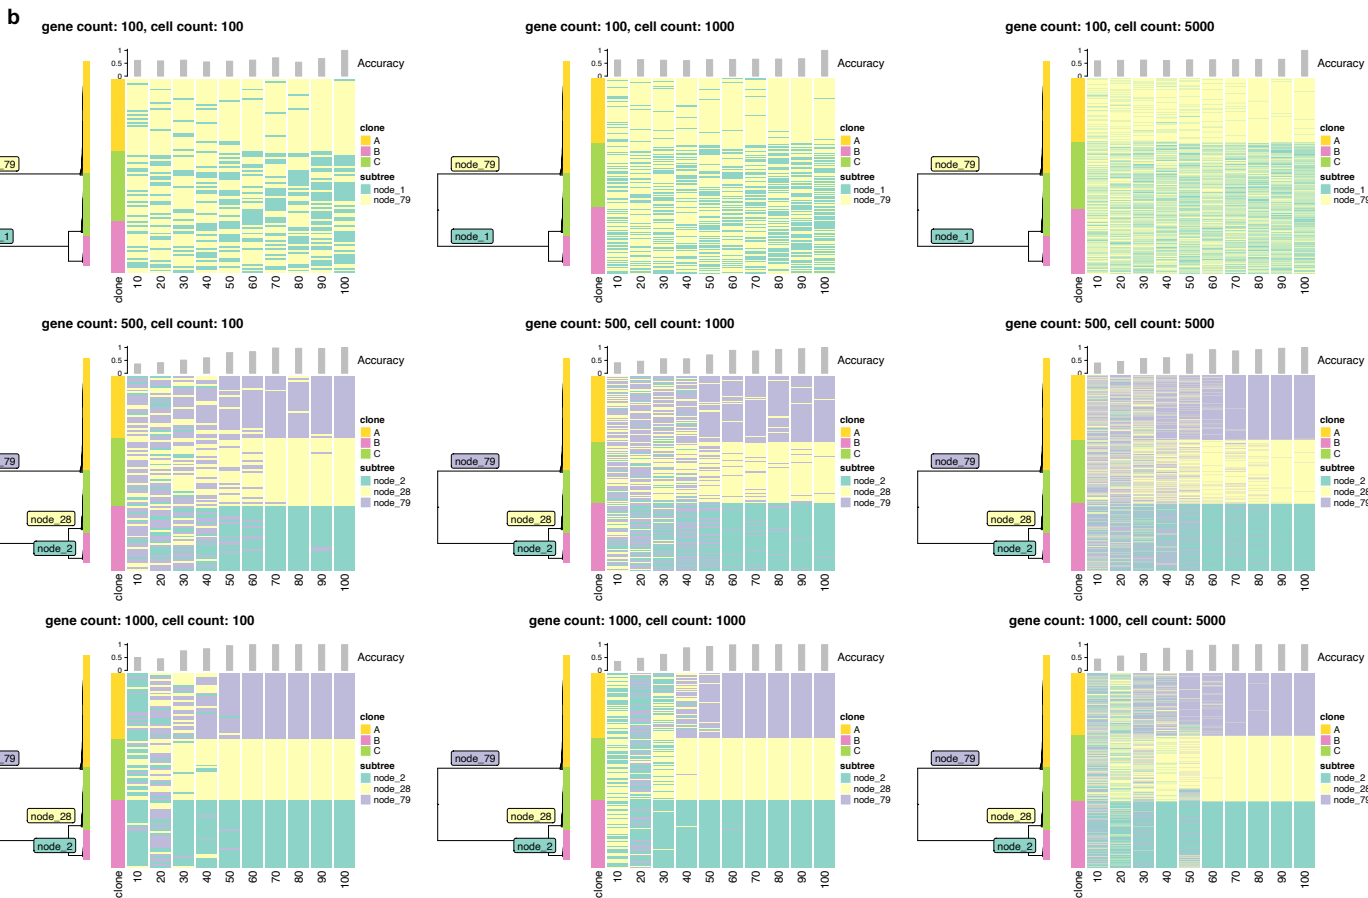 b
gene count: 100, cell count: 100
1
0.5
0
Accuracy
_79
_1
clone
A
B
C
subtree
node_1
node_79
clone 10 20 30 40 50 60 70 80 90 100
gene count: 100, cell count: 1000
1
0.5
0
Accuracy
node_79
node_1
clone
A
B
C
subtree
node_1
node_79
clone 10 20 30 40 50 60 70 80 90 100
gene count: 100, cell count: 5000
1
0.5
0
Accuracy
node_79
node_1
clone
A
B
C
subtree
node_1
node_79
clone 10 20 30 40 50 60 70 80 90 100
gene count: 500, cell count: 100
1
0.5
0
Accuracy
_79
node_28
node_2
clone
A
B
C
subtree
node_2
node_28
node_79
clone 10 20 30 40 50 60 70 80 90 100
gene count: 500, cell count: 1000
1
0.5
0
Accuracy
node_79
node_28
node_2
clone
A
B
C
subtree
node_2
node_28
node_79
clone 10 20 30 40 50 60 70 80 90 100
gene count: 500, cell count: 5000
1
0.5
0
Accuracy
node_79
node_28
node_2
clone
A
B
C
subtree
node_2
node_28
node_79
clone 10 20 30 40 50 60 70 80 90 100
gene count: 1000, cell count: 100
1
0.5
0
Accuracy
_79
node_28
node_2
clone
A
B
C
subtree
node_2
node_28
node_79
clone 10 20 30 40 50 60 70 80 90 100
gene count: 1000, cell count: 1000
1
0.5
0
Accuracy
node_79
node_28
node_2
clone
A
B
C
subtree
node_2
node_28
node_79
clone 10 20 30 40 50 60 70 80 90 100
gene count: 1000, cell count: 5000
1
0.5
0
Accuracy
node_79
node_28
node_2
clone
A
B
C
subtree
node_2
node_28
node_79
clone 10 20 30 40 50 60 70 80 90 100